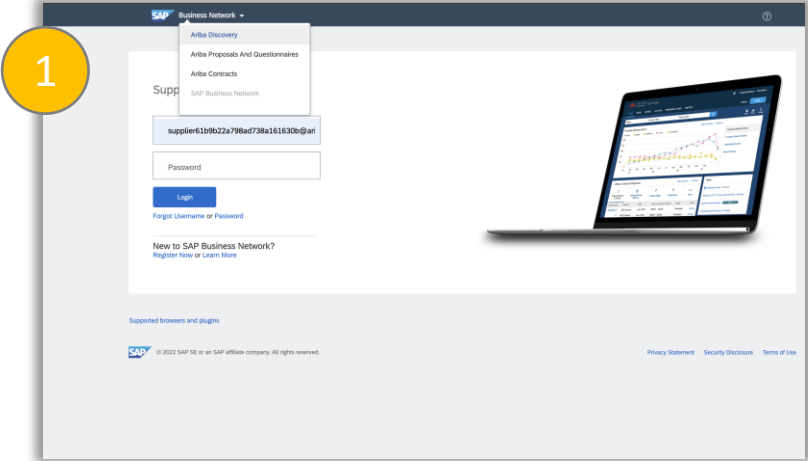 SAP Business Network
Ariba Discovery
Ariba Proposals And Questionnaires
Ariba Contracts
SAP Business Network
1
Supp
supplier61b9b22a798ad738a161630b@ari
Password
Login
Forgot Username or Password
New to SAP Business Network?
Register Now or Learn More
Supported browsers and plugins
SAP © 2022 SAP SE or an SAP affiliate company. All rights reserved.
Privacy Statement Security Disclosure Terms of Use